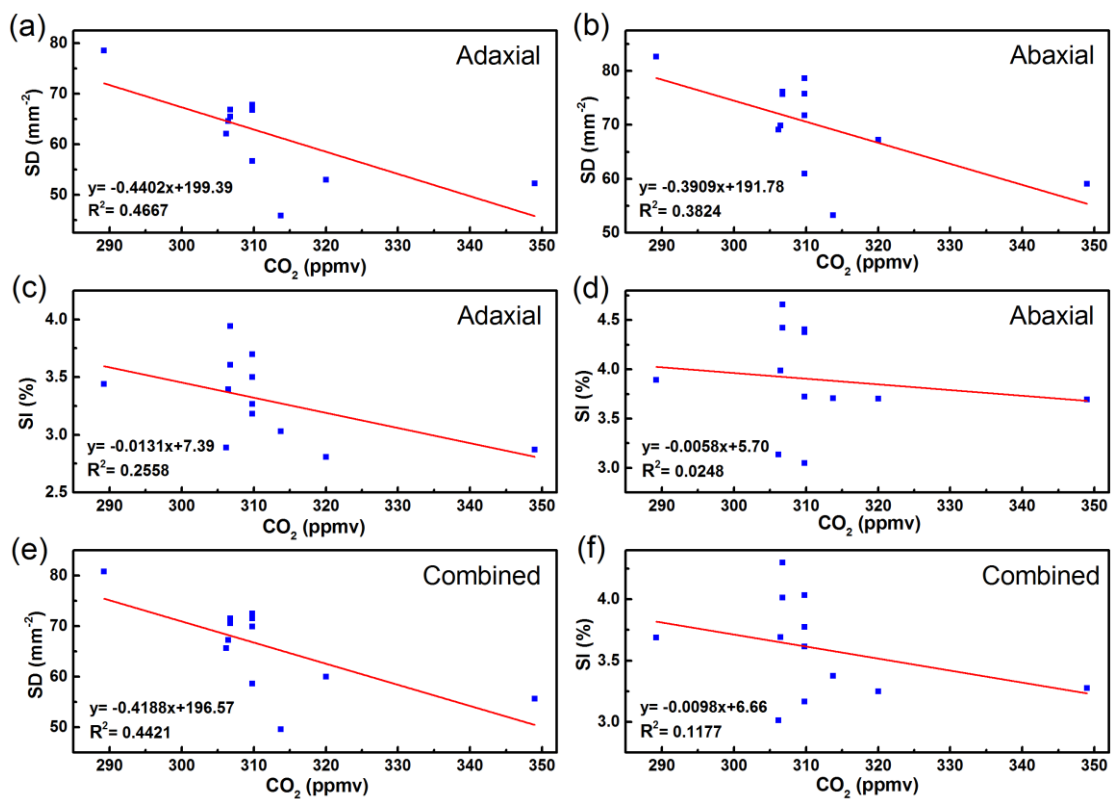 (a)
Adaxial
80
70
60
50
SD (mm⁻²)
y= -0.4402x+199.39
R²= 0.4667
290 300 310 320 330 340 350
CO₂ (ppmv)
(b)
Abaxial
80
70
60
50
SD (mm⁻²)
y= -0.3909x+191.78
R²= 0.3824
290 300 310 320 330 340 350
CO₂ (ppmv)
(c)
Adaxial
4.0
3.5
3.0
2.5
SI (%)
y= -0.0131x+7.39
R²= 0.2558
290 300 310 320 330 340 350
CO₂ (ppmv)
(d)
Abaxial
4.5
4.0
3.5
3.0
SI (%)
y= -0.0058x+5.70
R²= 0.0248
290 300 310 320 330 340 350
CO₂ (ppmv)
(e)
Combined
80
70
60
50
SD (mm⁻²)
y= -0.4188x+196.57
R²= 0.4421
290 300 310 320 330 340 350
CO₂ (ppmv)
(f)
Combined
4.0
3.5
3.0
SI (%)
y= -0.0098x+6.66
R²= 0.1177
290 300 310 320 330 340 350
CO₂ (ppmv)